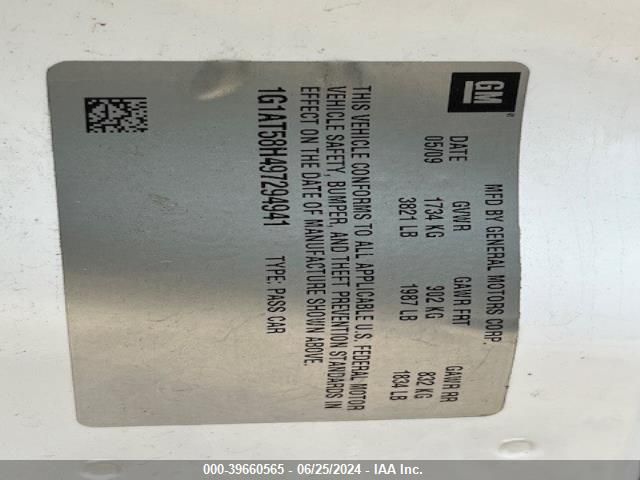 GM
MFD BY GENERAL MOTORS CORP.
DATE GVWR GAWR FRT GAWR RR
05/09 1734 KG 902 KG 832 KG
3821 LB 1987 LB 1834 LB
THIS VEHICLE CONFORMS TO ALL APPLICABLE U.S. FEDERAL MOTOR
VEHICLE SAFETY, BUMPER, AND THEFT PREVENTION STANDARDS IN
EFFECT ON THE DATE OF MANUFACTURE SHOWN ABOVE.
1G1AT58H497294941 TYPE: PASS CAR
000-39660565 - 06/25/2024 - IAA Inc.